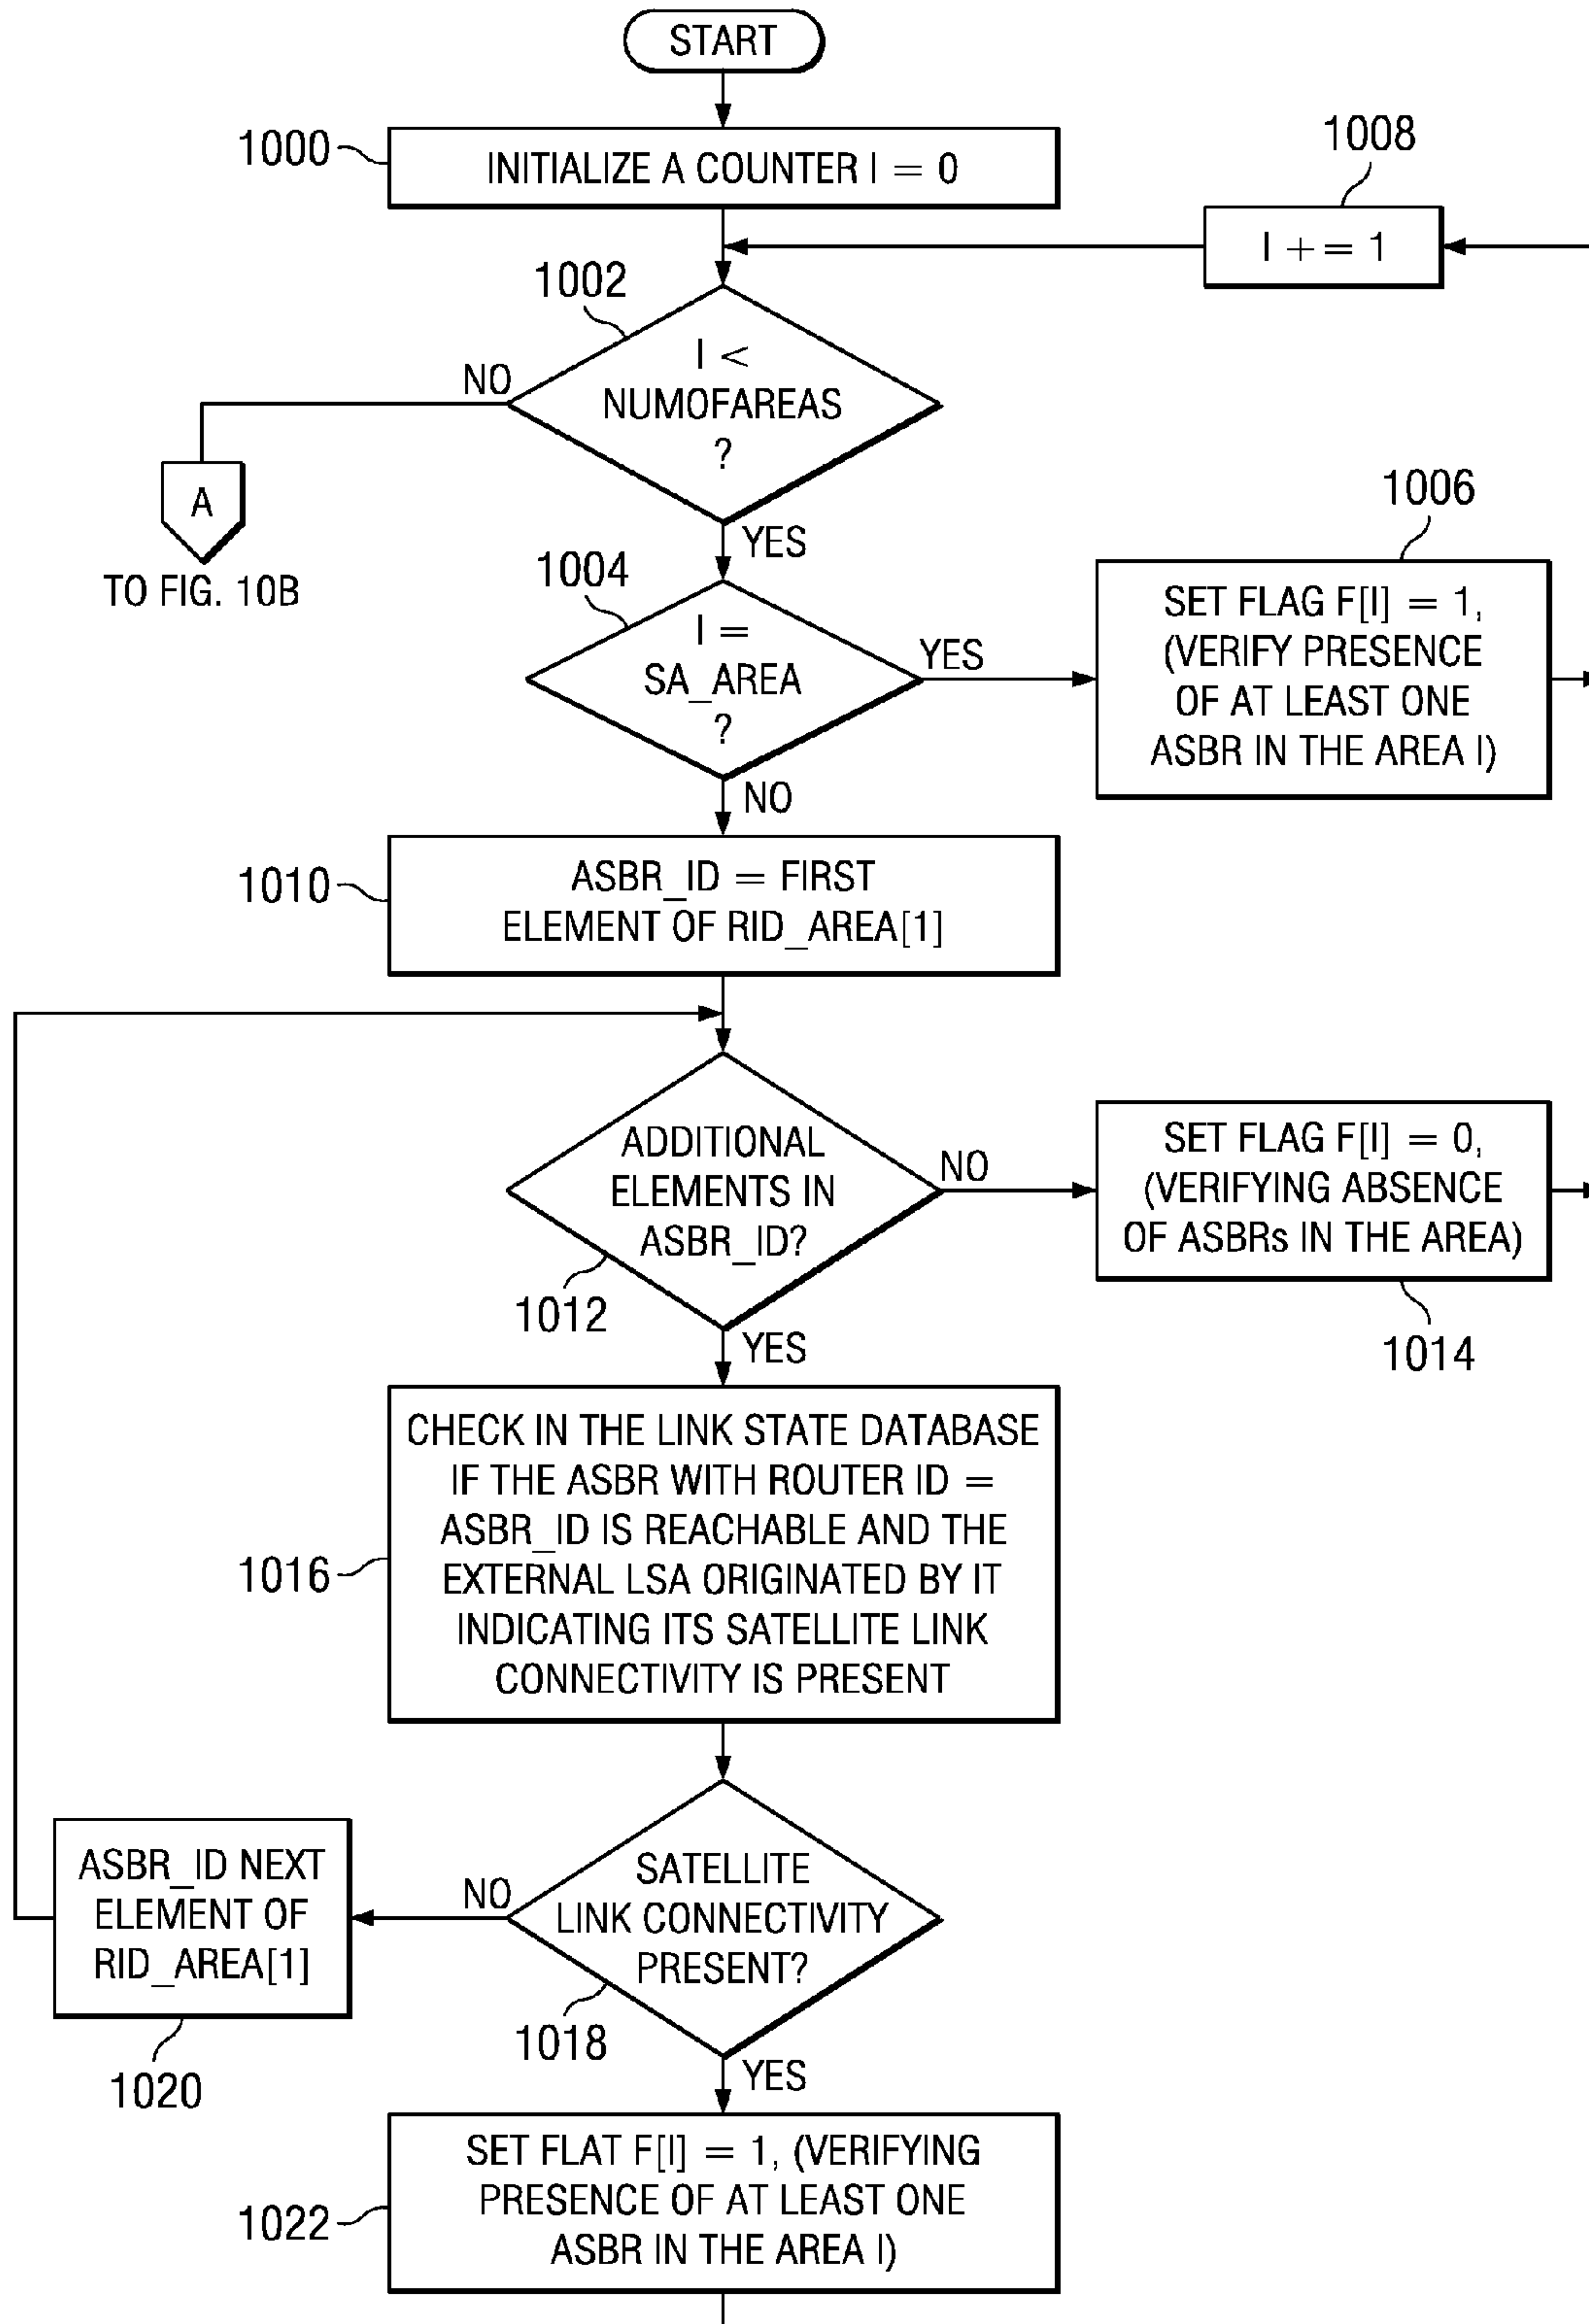 START
1000
INITIALIZE A COUNTER I = 0
1008
I + = 1
1002
I <
NUMOFAREAS
?
NO
A
TO FIG. 10B
YES
1004
I =
SA_AREA
?
YES
1006
SET FLAG F[I] = 1,
(VERIFY PRESENCE
OF AT LEAST ONE
ASBR IN THE AREA I)
NO
1010
ASBR_ID = FIRST
ELEMENT OF RID_AREA[1]
ADDITIONAL
ELEMENTS IN
ASBR_ID?
1012
NO
SET FLAG F[I] = 0,
(VERIFYING ABSENCE
OF ASBRs IN THE AREA)
1014
YES
1016
CHECK IN THE LINK STATE DATABASE
IF THE ASBR WITH ROUTER ID =
ASBR_ID IS REACHABLE AND THE
EXTERNAL LSA ORIGINATED BY IT
INDICATING ITS SATELLITE LINK
CONNECTIVITY IS PRESENT
SATELLITE
LINK CONNECTIVITY
PRESENT?
1018
NO
ASBR_ID NEXT
ELEMENT OF
RID_AREA[1]
1020
YES
1022
SET FLAT F[I] = 1, (VERIFYING
PRESENCE OF AT LEAST ONE
ASBR IN THE AREA I)